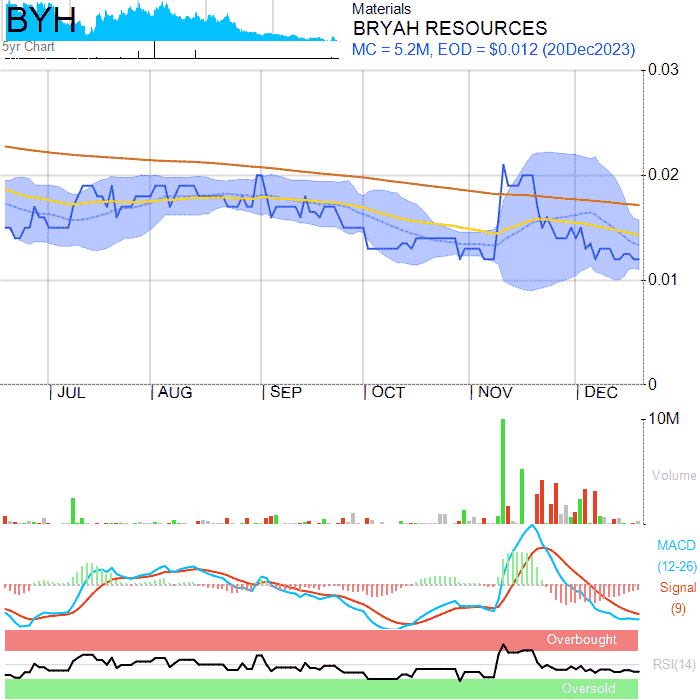 BYH
5yr Chart
Materials
BRYAH RESOURCES
MC = 5.2M, EOD = $0.012 (20Dec2023)
0.03
0.02
0.01
0
JUL AUG SEP OCT NOV DEC
10M
Volume
MACD
(12-26)
Signal
(9)
Overbought
RSI(14)
Oversold